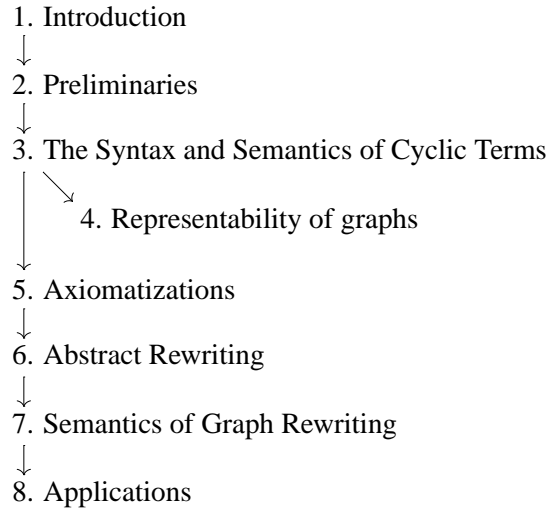 1. Introduction
2. Preliminaries
3. The Syntax and Semantics of Cyclic Terms
4. Representability of graphs
5. Axiomatizations
6. Abstract Rewriting
7. Semantics of Graph Rewriting
8. Applications